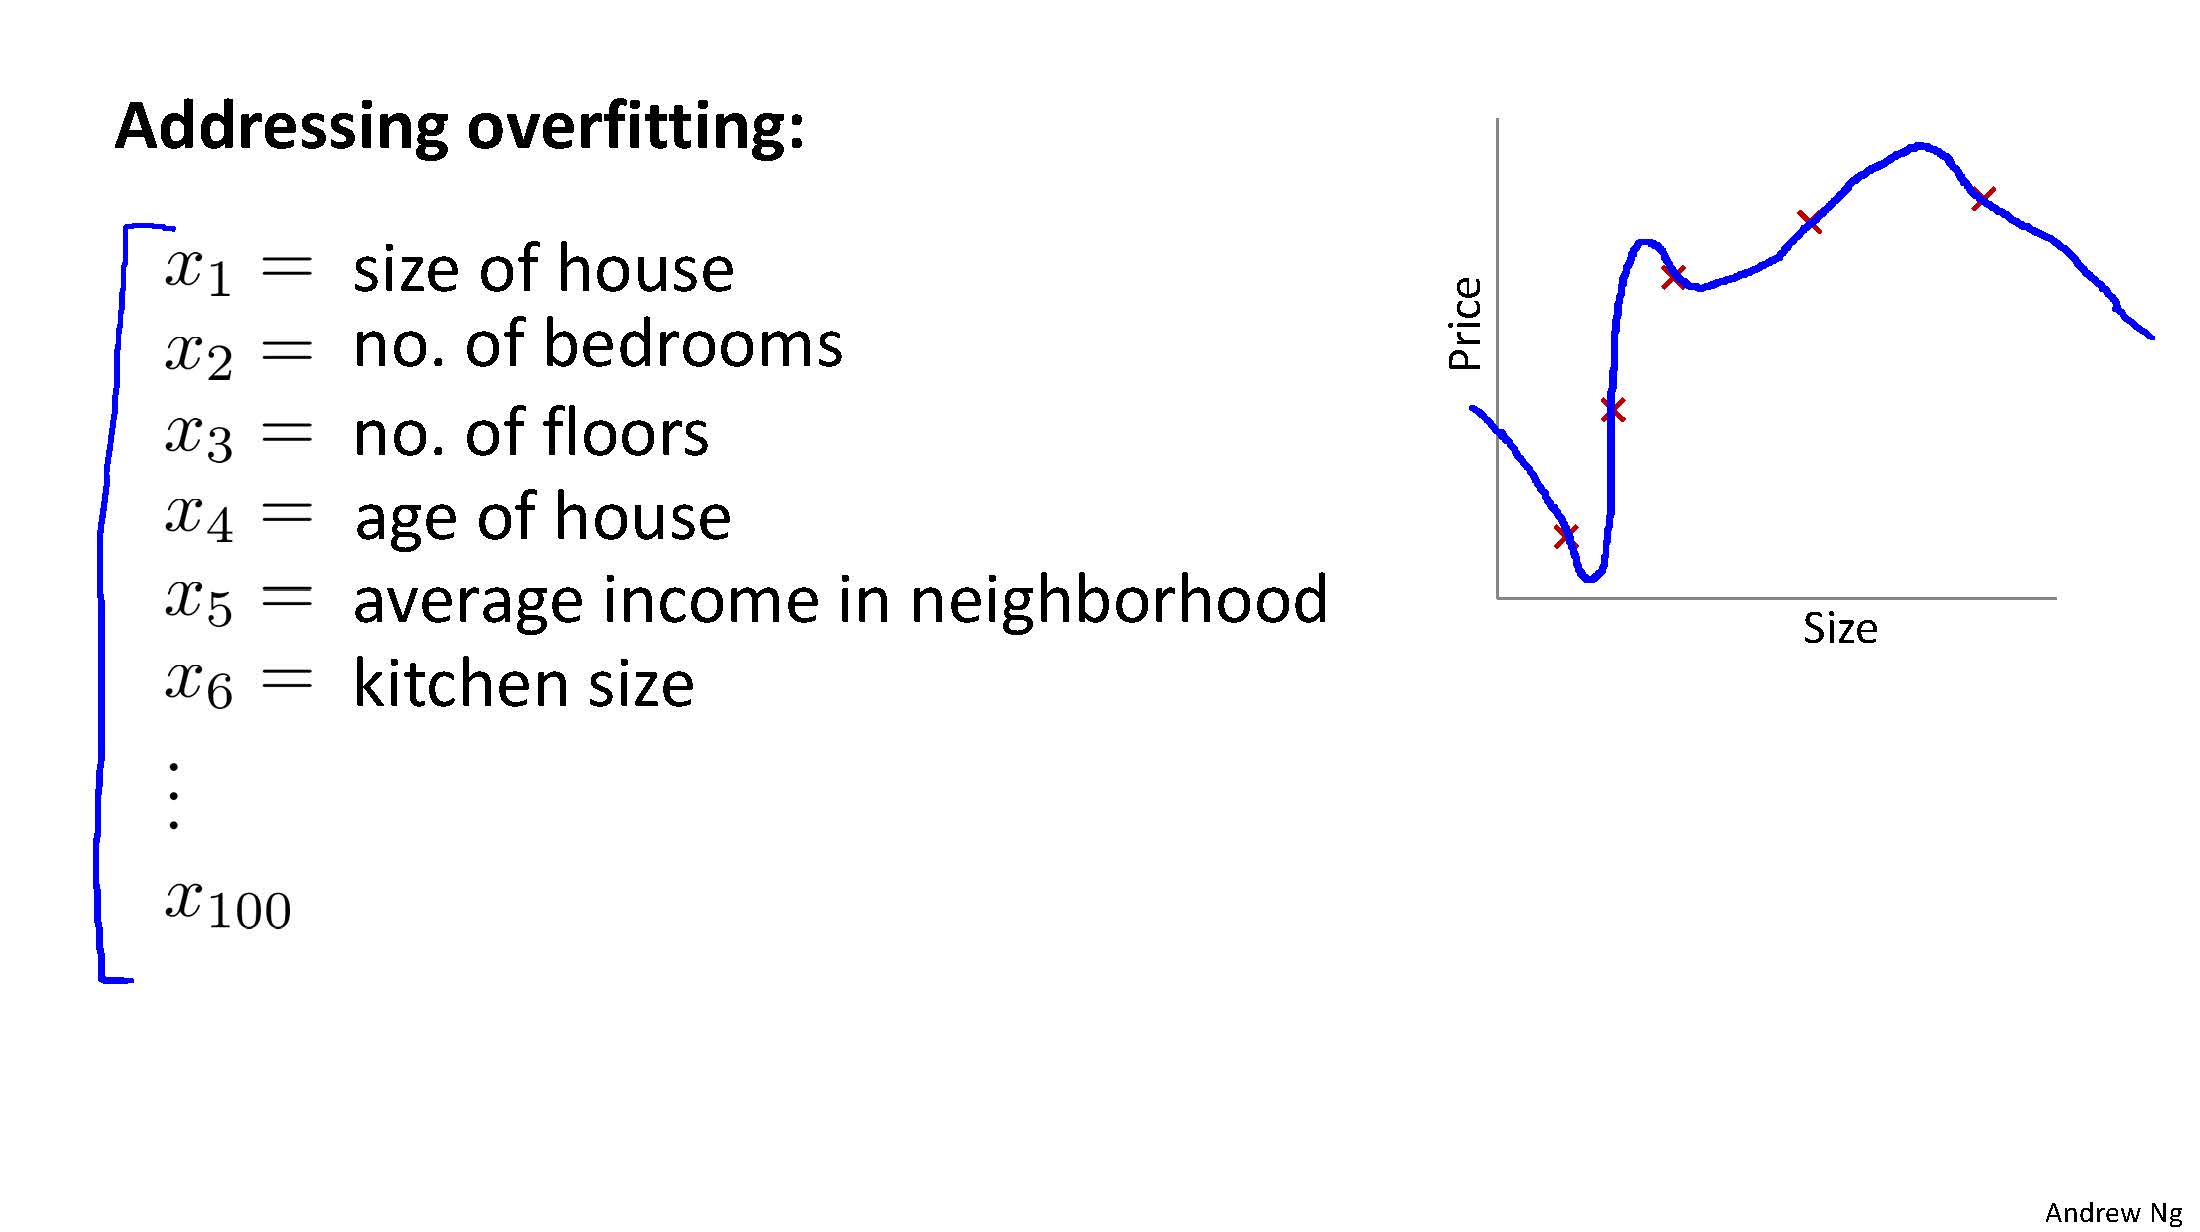 Addressing overfitting:
x₁ = size of house
x₂ = no. of bedrooms
x₃ = no. of floors
x₄ = age of house
x₅ = average income in neighborhood
x₆ = kitchen size
⋮
x₁₀₀
Price
Size
Andrew Ng